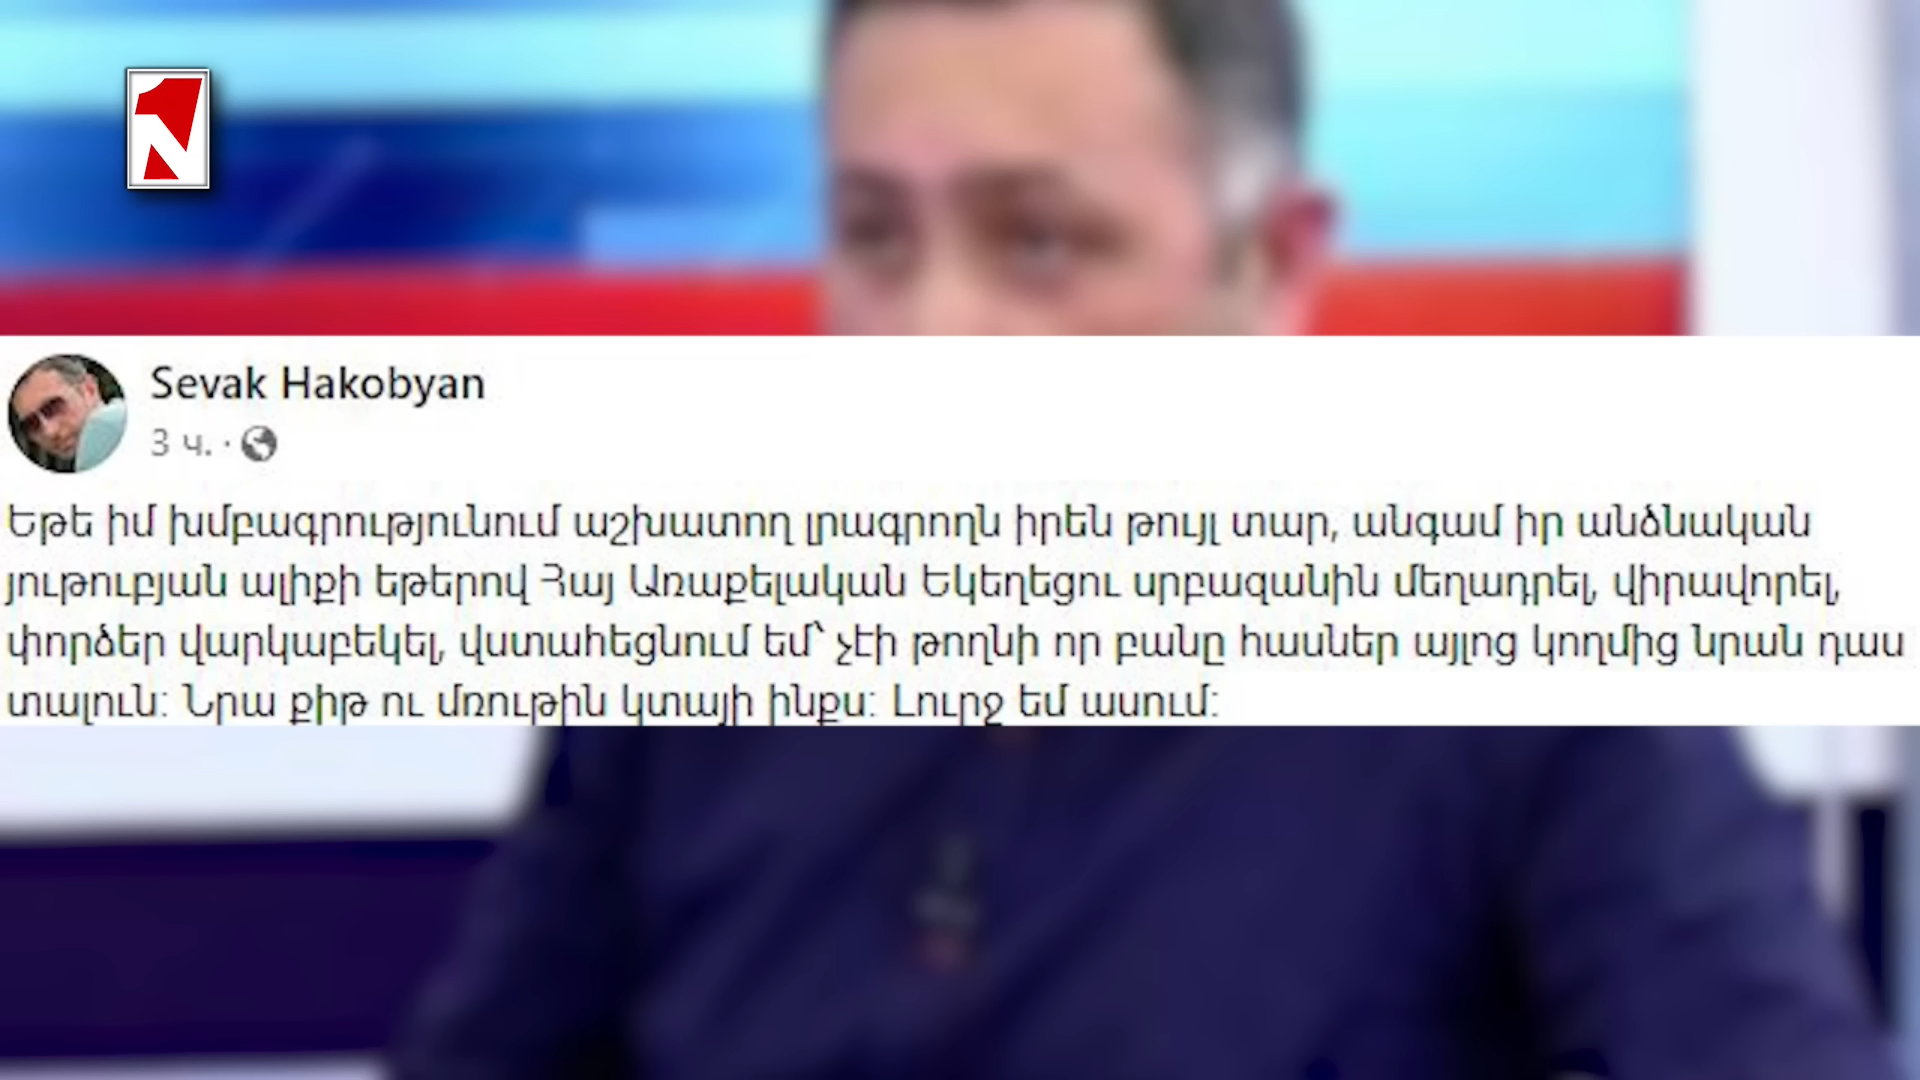 1N
Sevak Hakobyan
3 ч. ·
Եթե իմ խմբագրությունում աշխատող լրագրողն իրեն թույլ տար, անգամ իր անձնական
յութուբյան ալիքի եթերով Հայ Առաքելական Եկեղեցու սրբազանին մեղադրել, վիրավորել,
փորձեր վարկաբեկել, վստահեցնում եմ՝ չէի թողնի որ բանը հասներ այլոց կողմից նրան դաս
տալուն։ Նրա քիթ ու մռութին կտայի ինքս։ Լուրջ եմ ասում։